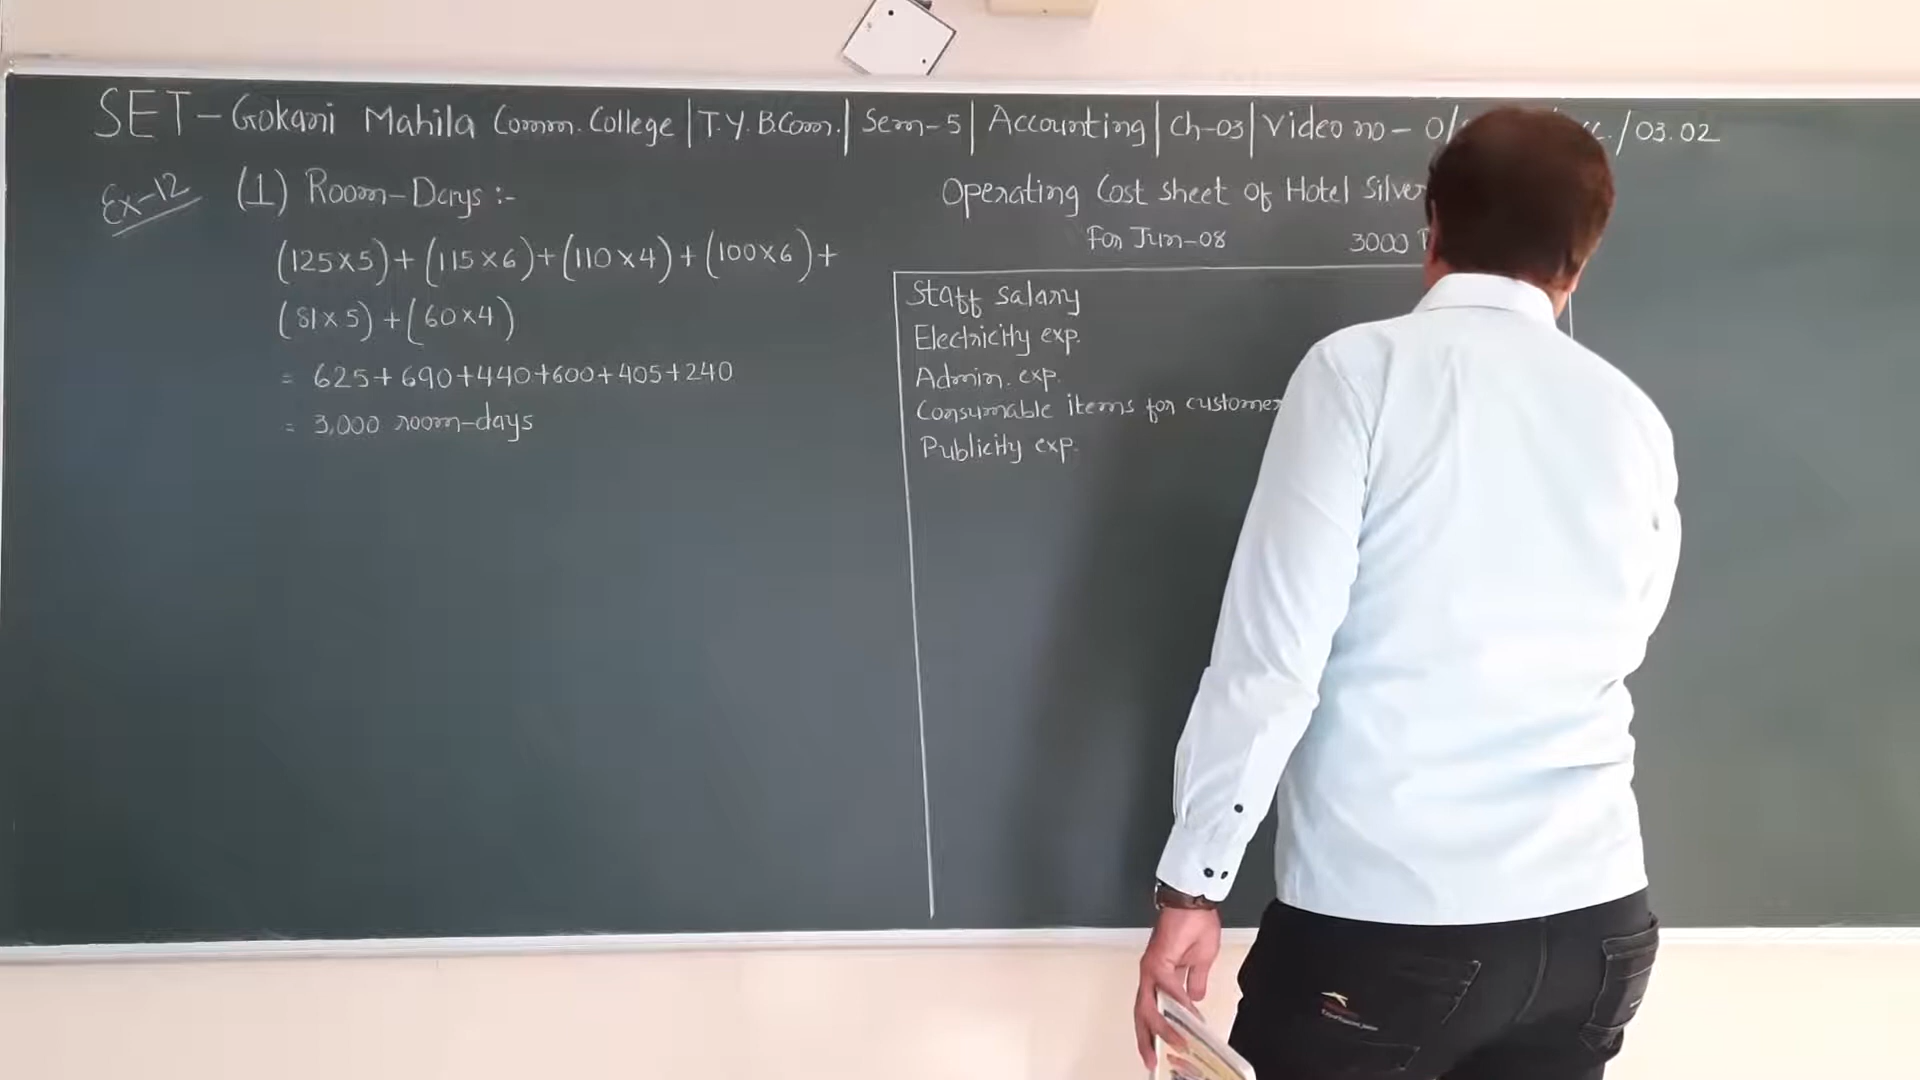 SET - Gokani Mahila Comm. College | T.Y. B.Com. | Sem-5 | Accounting | Ch-03 | Video no - 0/ /03.02
Ex-12 (1) Room-Days :-
(125×5) + (115×6) + (110×4) + (100×6) +
(81×5) + (60×4)
= 625+690+440+600+405+240
= 3,000 room-days
Operating Cost sheet of Hotel Silver
For Jun-08 3000
Staff salary
Electricity exp.
Admin. exp.
Consumable items for customer
Publicity exp.